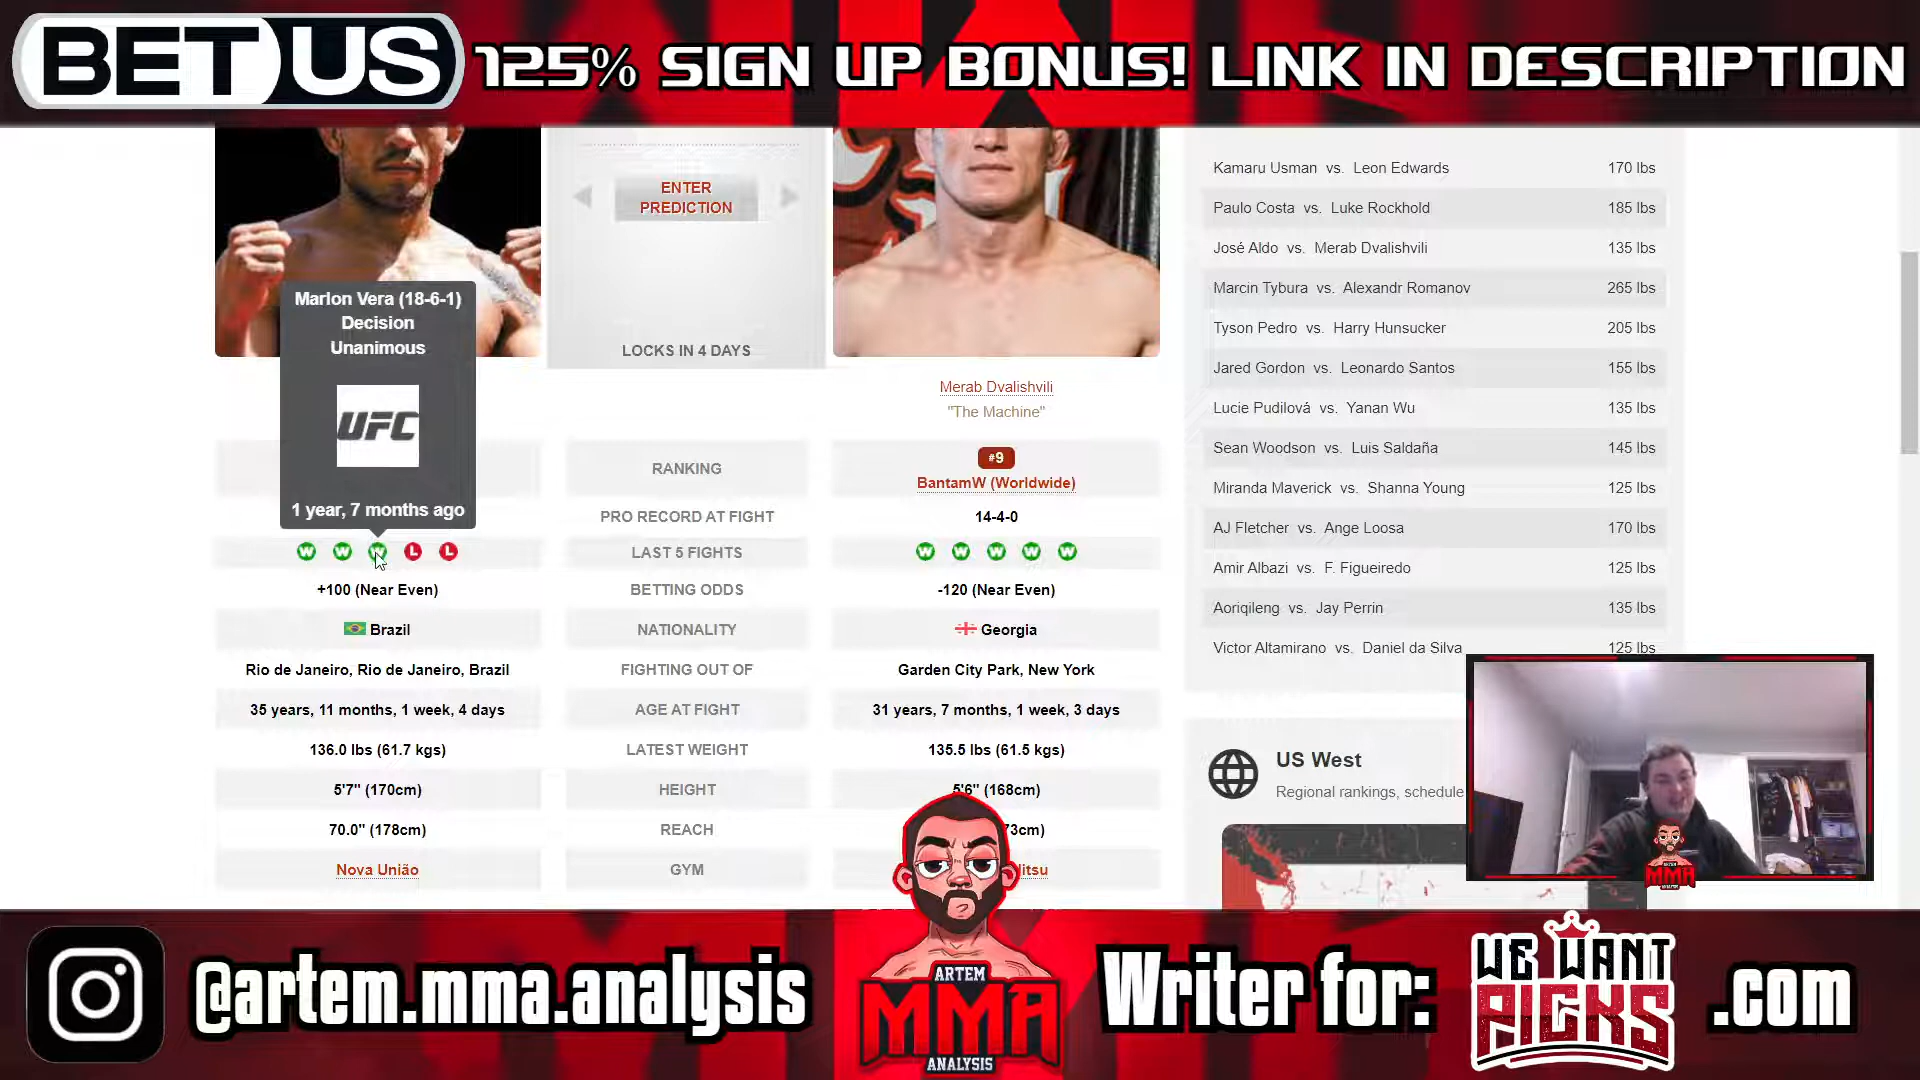 BETUS 125% SIGN UP BONUS! LINK IN DESCRIPTION
ENTER
PREDICTION
LOCKS IN 4 DAYS
Marlon Vera (18-6-1)
Decision
Unanimous
UFC
1 year, 7 months ago
Merab Dvalishvili
"The Machine"
RANKING
#9
BantamW (Worldwide)
PRO RECORD AT FIGHT
14-4-0
W W W L L
LAST 5 FIGHTS
W W W W W
+100 (Near Even)
BETTING ODDS
-120 (Near Even)
Brazil
NATIONALITY
Georgia
Rio de Janeiro, Rio de Janeiro, Brazil
FIGHTING OUT OF
Garden City Park, New York
35 years, 11 months, 1 week, 4 days
AGE AT FIGHT
31 years, 7 months, 1 week, 3 days
136.0 lbs (61.7 kgs)
LATEST WEIGHT
135.5 lbs (61.5 kgs)
5'7" (170cm)
HEIGHT
5'6" (168cm)
70.0" (178cm)
REACH
73cm)
Nova União
GYM
itsu
Kamaru Usman vs. Leon Edwards 170 lbs
Paulo Costa vs. Luke Rockhold 185 lbs
José Aldo vs. Merab Dvalishvili 135 lbs
Marcin Tybura vs. Alexandr Romanov 265 lbs
Tyson Pedro vs. Harry Hunsucker 205 lbs
Jared Gordon vs. Leonardo Santos 155 lbs
Lucie Pudilová vs. Yanan Wu 135 lbs
Sean Woodson vs. Luis Saldaña 145 lbs
Miranda Maverick vs. Shanna Young 125 lbs
AJ Fletcher vs. Ange Loosa 170 lbs
Amir Albazi vs. F. Figueiredo 125 lbs
Aoriqileng vs. Jay Perrin 135 lbs
Victor Altamirano vs. Daniel da Silva 125 lbs
US West
Regional rankings, schedule
ARTEM
MMA
@artem.mma.analysis
ARTEM
MMA
ANALYSIS
Writer for:
WE WANT
PICKS
.com